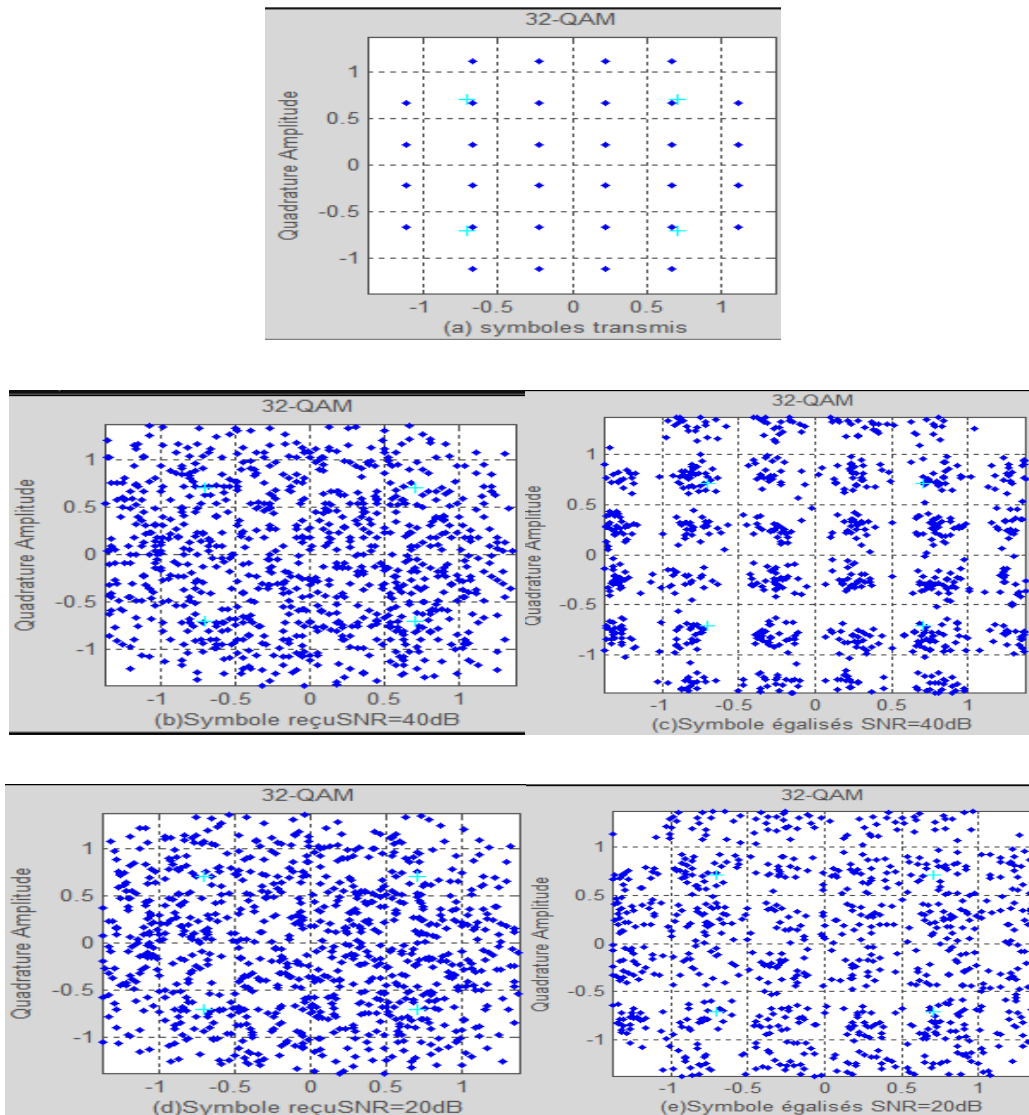 32-QAM
Quadrature Amplitude
1
0.5
0
-0.5
-1
-1 -0.5 0 0.5 1
(a) symboles transmis
32-QAM
Quadrature Amplitude
1
0.5
0
-0.5
-1
-1 -0.5 0 0.5 1
(b)Symbole reçuSNR=40dB
32-QAM
Quadrature Amplitude
1
0.5
0
-0.5
-1
-1 -0.5 0 0.5 1
(c)Symbole égalisés SNR=40dB
32-QAM
Quadrature Amplitude
1
0.5
0
-0.5
-1
-1 -0.5 0 0.5 1
(d)Symbole reçuSNR=20dB
32-QAM
Quadrature Amplitude
1
0.5
0
-0.5
-1
-1 -0.5 0 0.5 1
(e)Symbole égalisés SNR=20dB